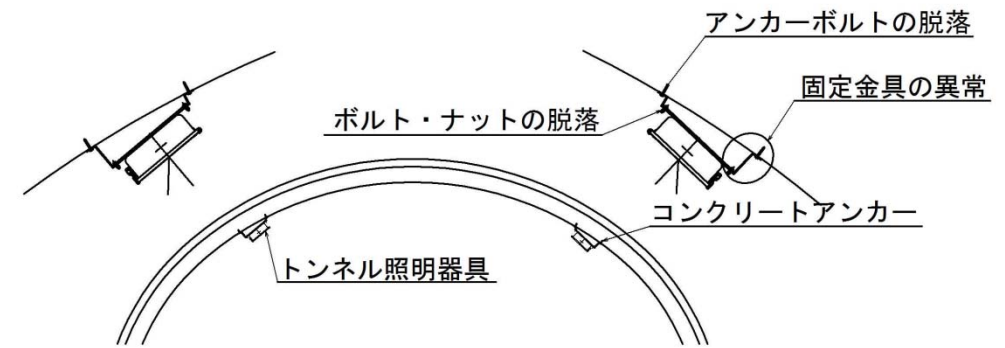 アンカーボルトの脱落
固定金具の異常
ボルト・ナットの脱落
コンクリートアンカー
トンネル照明器具